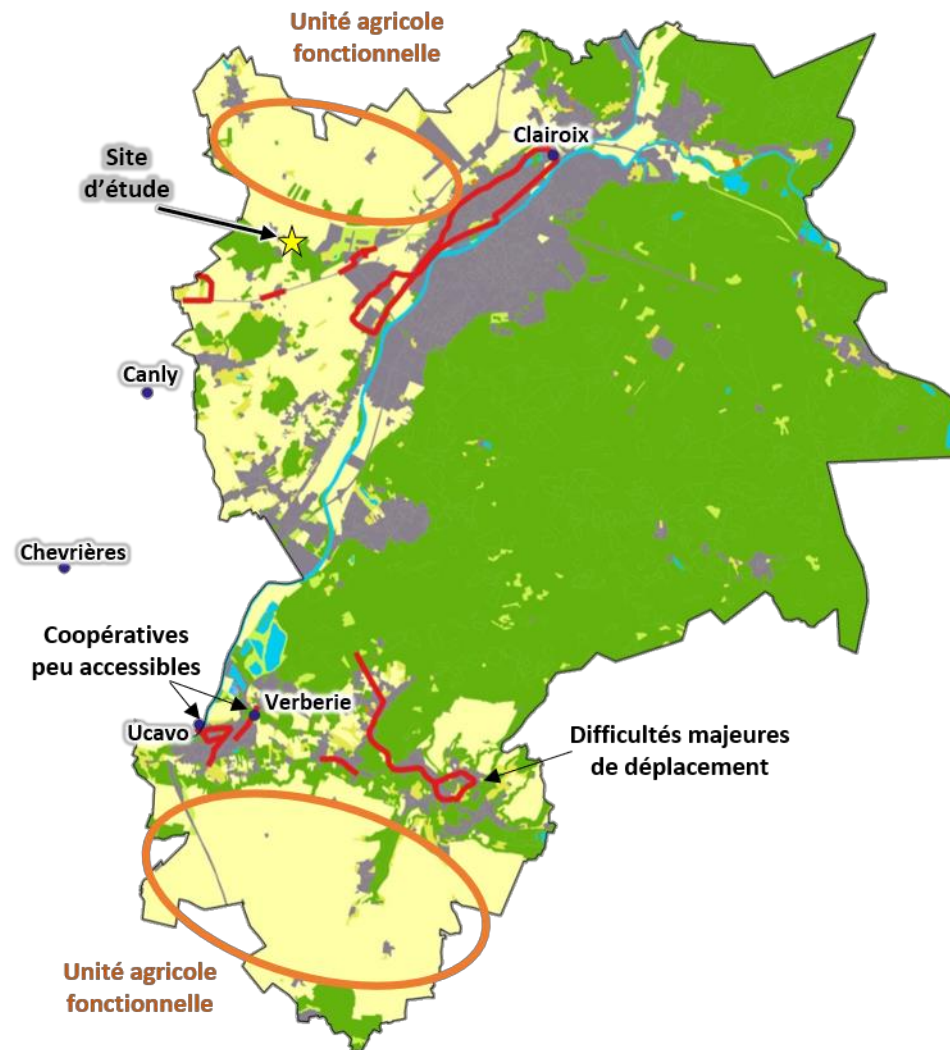 Unité agricole
fonctionnelle
Clairoix
Site
d'étude
Canly
Chevrières
Coopératives
peu accessibles
Verberie
Ucavo
Difficultés majeures
de déplacement
Unité agricole
fonctionnelle